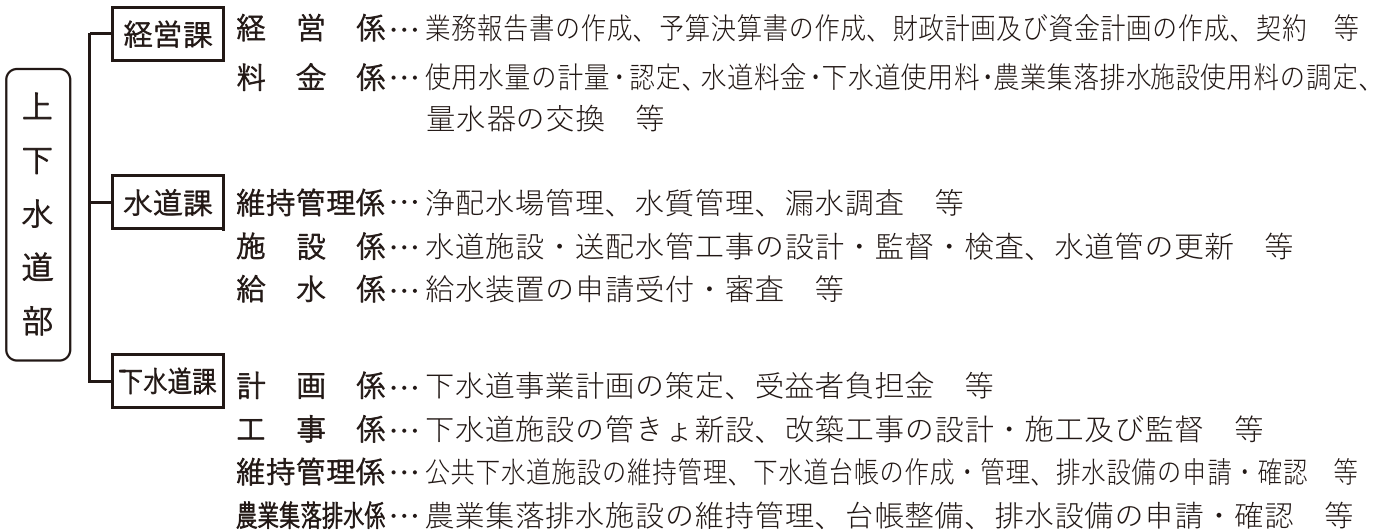 上下水道部
経営課
経営係…業務報告書の作成、予算決算書の作成、財政計画及び資金計画の作成、契約　等
料金係…使用水量の計量・認定、水道料金・下水道使用料・農業集落排水施設使用料の調定、
量水器の交換　等
水道課
維持管理係…浄配水場管理、水質管理、漏水調査　等
施設係…水道施設・送配水管工事の設計・監督・検査、水道管の更新　等
給水係…給水装置の申請受付・審査　等
下水道課
計画係…下水道事業計画の策定、受益者負担金　等
工事係…下水道施設の管きょ新設、改築工事の設計・施工及び監督　等
維持管理係…公共下水道施設の維持管理、下水道台帳の作成・管理、排水設備の申請・確認　等
農業集落排水係…農業集落排水施設の維持管理、台帳整備、排水設備の申請・確認　等